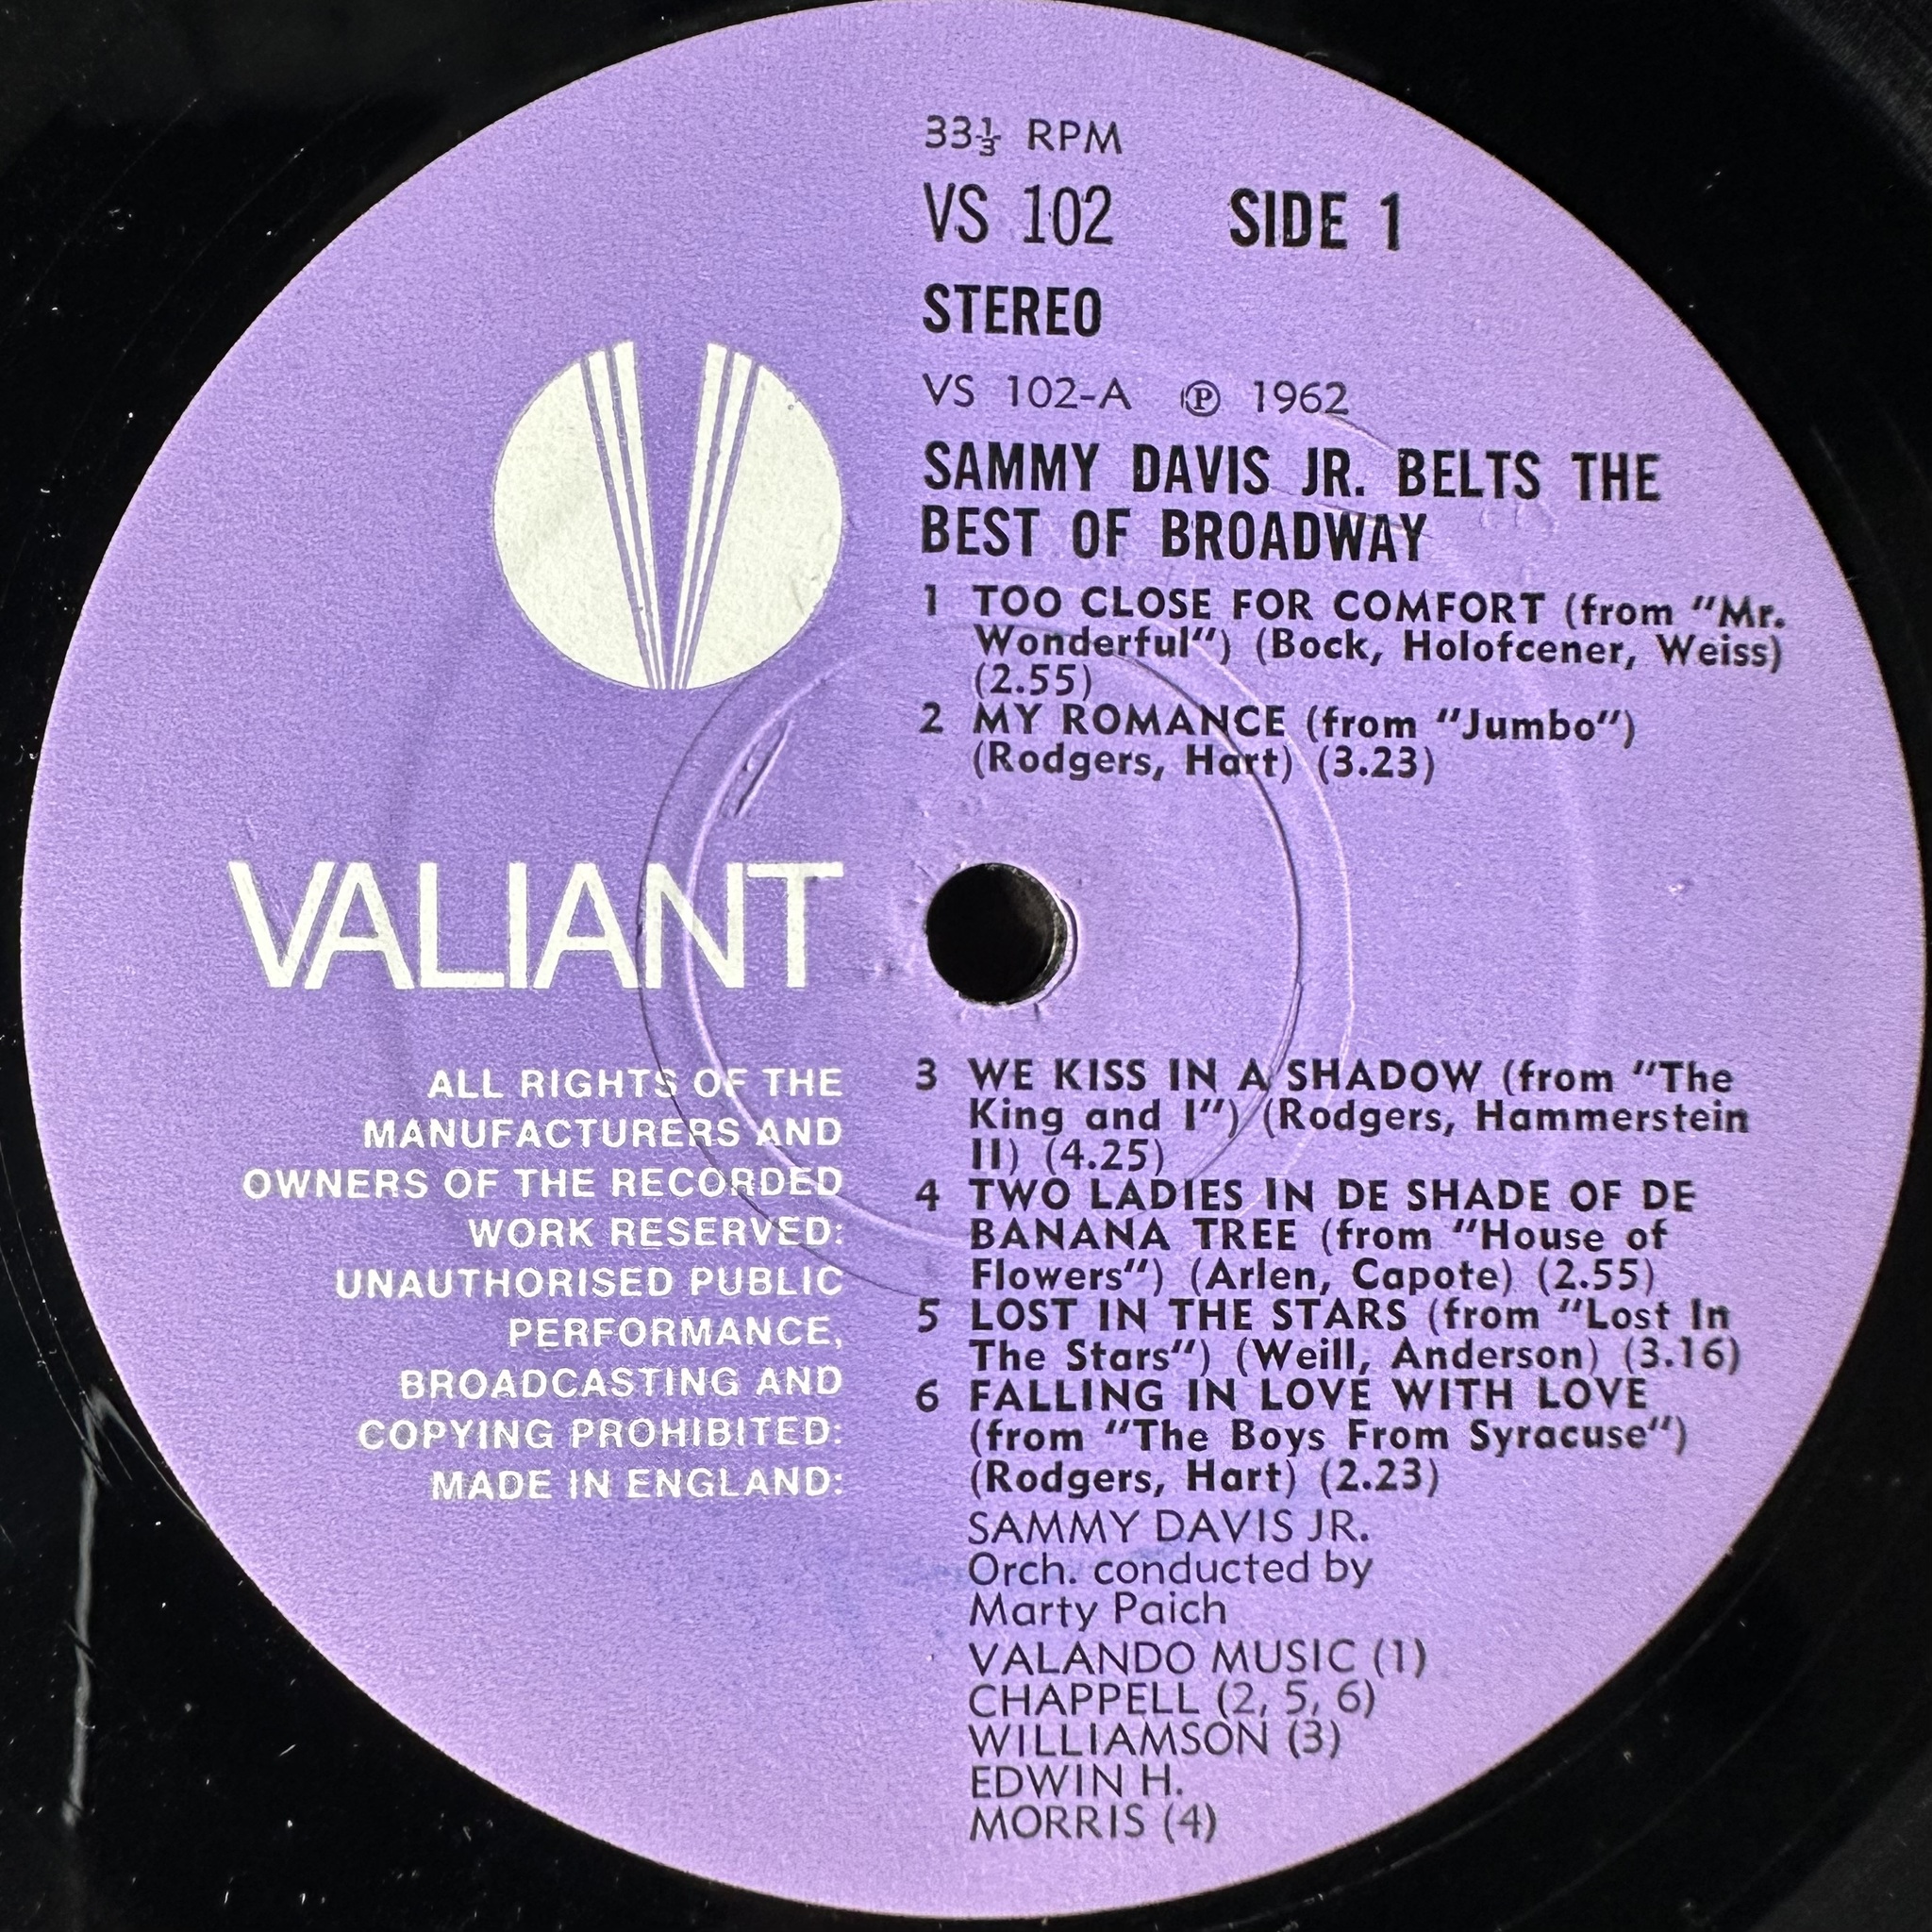 33⅓ RPM
VS 102 SIDE 1
STEREO
VS 102-A ℗ 1962
SAMMY DAVIS JR. BELTS THE
BEST OF BROADWAY
1 TOO CLOSE FOR COMFORT (from "Mr.
Wonderful") (Bock, Holofcener, Weiss)
(2.55)
2 MY ROMANCE (from "Jumbo")
(Rodgers, Hart) (3.23)
VALIANT
ALL RIGHTS OF THE
MANUFACTURERS AND
OWNERS OF THE RECORDED
WORK RESERVED:
UNAUTHORISED PUBLIC
PERFORMANCE,
BROADCASTING AND
COPYING PROHIBITED:
MADE IN ENGLAND:
3 WE KISS IN A SHADOW (from "The
King and I") (Rodgers, Hammerstein
II) (4.25)
4 TWO LADIES IN DE SHADE OF DE
BANANA TREE (from "House of
Flowers") (Arlen, Capote) (2.55)
5 LOST IN THE STARS (from "Lost In
The Stars") (Weill, Anderson) (3.16)
6 FALLING IN LOVE WITH LOVE
(from "The Boys From Syracuse")
(Rodgers, Hart) (2.23)
SAMMY DAVIS JR.
Orch. conducted by
Marty Paich
VALANDO MUSIC (1)
CHAPPELL (2, 5, 6)
WILLIAMSON (3)
EDWIN H.
MORRIS (4)